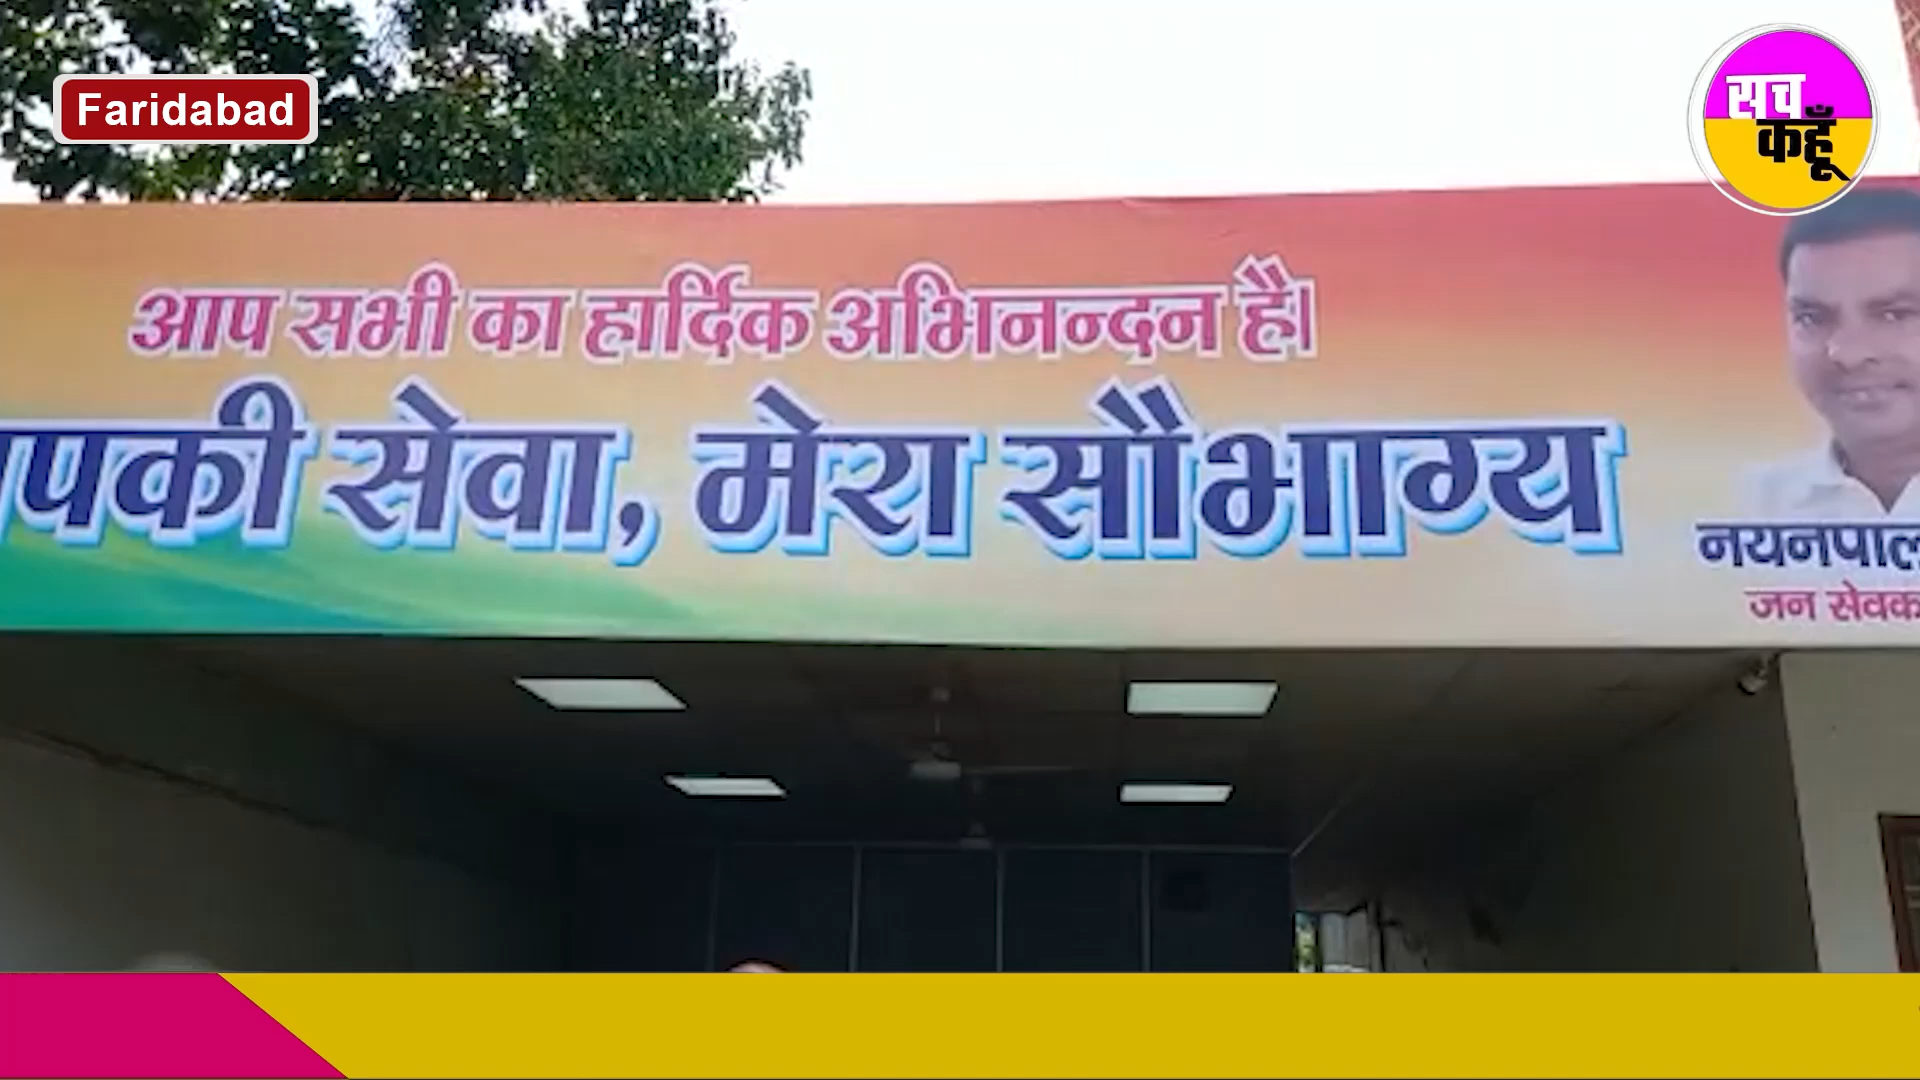 Faridabad
सच
कहूँ
आप सभी का हार्दिक अभिनन्दन है।
पकी सेवा, मेरा सौभाग्य
नयनपाल
जन सेवक